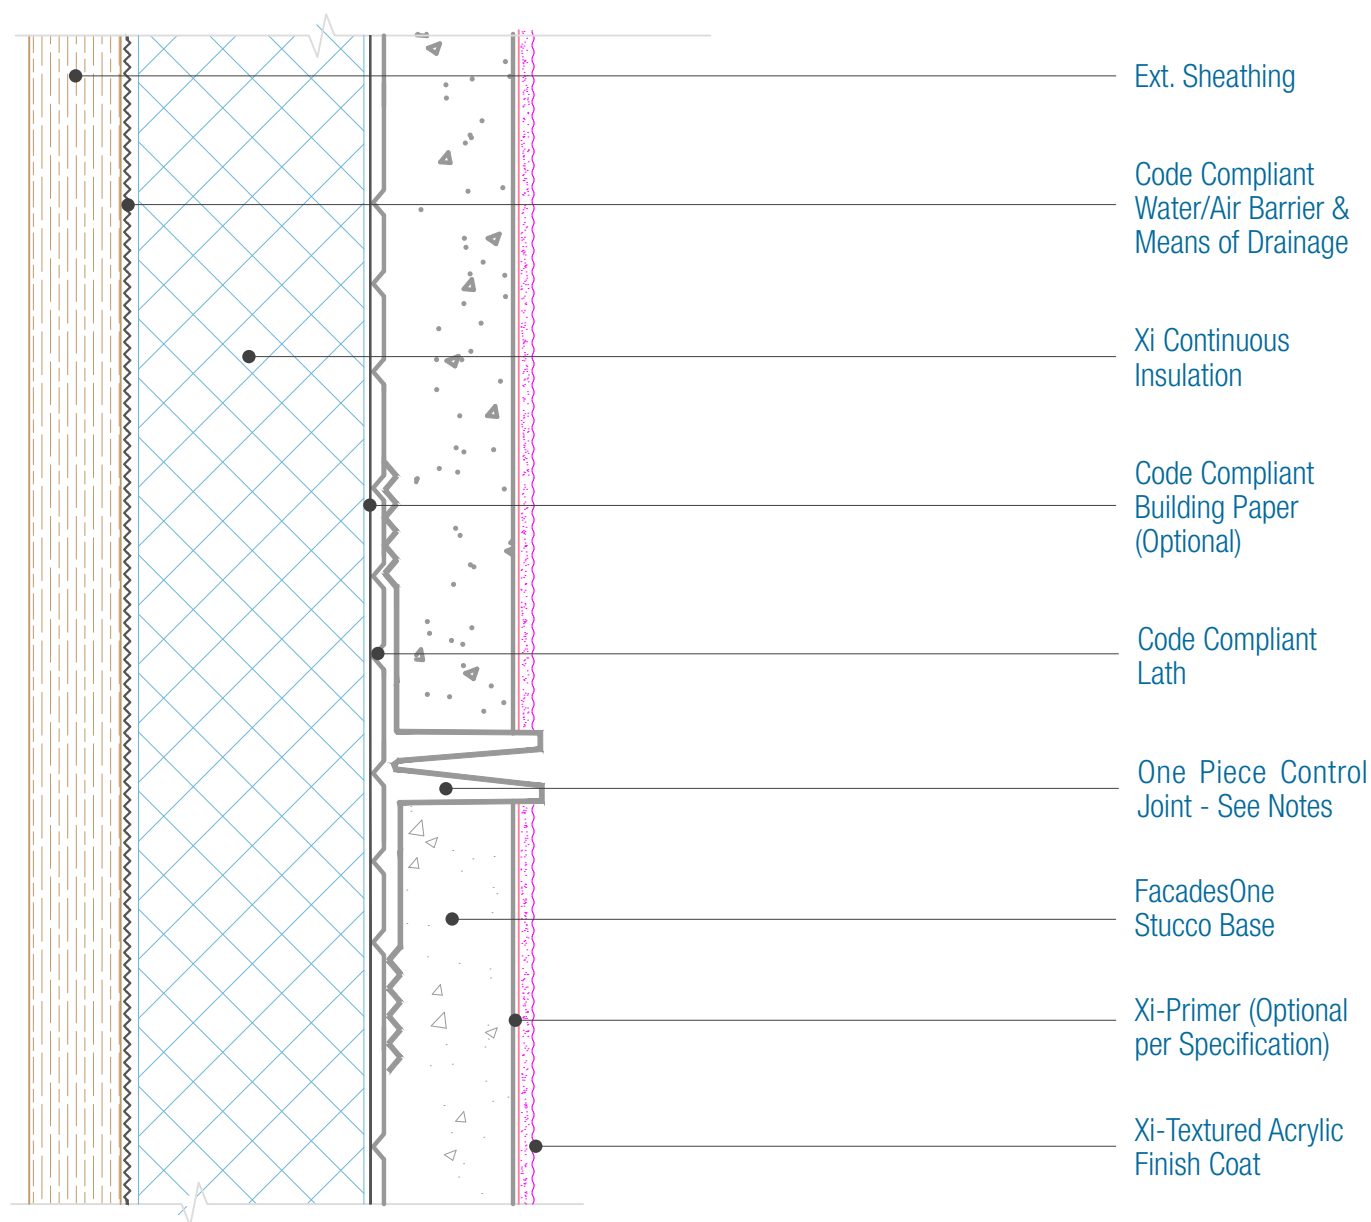 Ext. Sheathing
Code Compliant
Water/Air Barrier &
Means of Drainage
Xi Continuous
Insulation
Code Compliant
Building Paper
(Optional)
Code Compliant
Lath
One Piece Control
Joint - See Notes
FacadesOne
Stucco Base
Xi-Primer (Optional
per Specification)
Xi-Textured Acrylic
Finish Coat